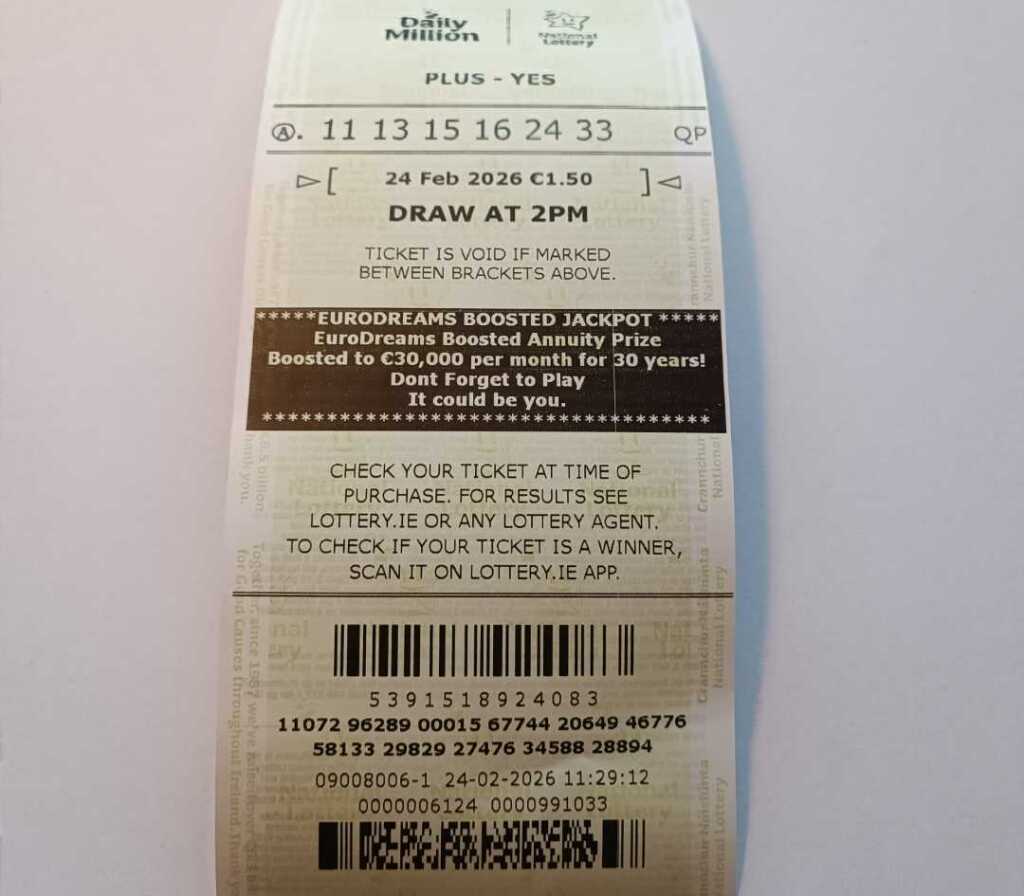 Daily Million
National Lottery
PLUS - YES
Ⓐ. 11 13 15 16 24 33 QP
[ 24 Feb 2026 €1.50 ]
DRAW AT 2PM
TICKET IS VOID IF MARKED
BETWEEN BRACKETS ABOVE.
*****EURODREAMS BOOSTED JACKPOT *****
EuroDreams Boosted Annuity Prize
Boosted to €30,000 per month for 30 years!
Dont Forget to Play
It could be you.
*************************************
CHECK YOUR TICKET AT TIME OF
PURCHASE. FOR RESULTS SEE
LOTTERY.IE OR ANY LOTTERY AGENT.
TO CHECK IF YOUR TICKET IS A WINNER,
SCAN IT ON LOTTERY.IE APP.
5391518924083
11072 96289 00015 67744 20649 46776
58133 29829 27476 34588 28894
09008006-1 24-02-2026 11:29:12
0000006124 0000991033